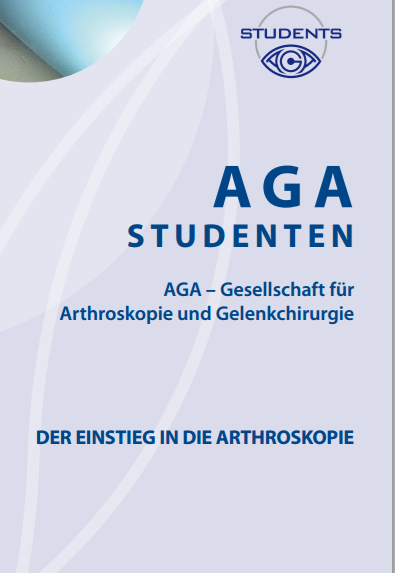 STUDENTS
AGA
STUDENTEN
AGA – Gesellschaft für
Arthroskopie und Gelenkchirurgie
DER EINSTIEG IN DIE ARTHROSKOPIE